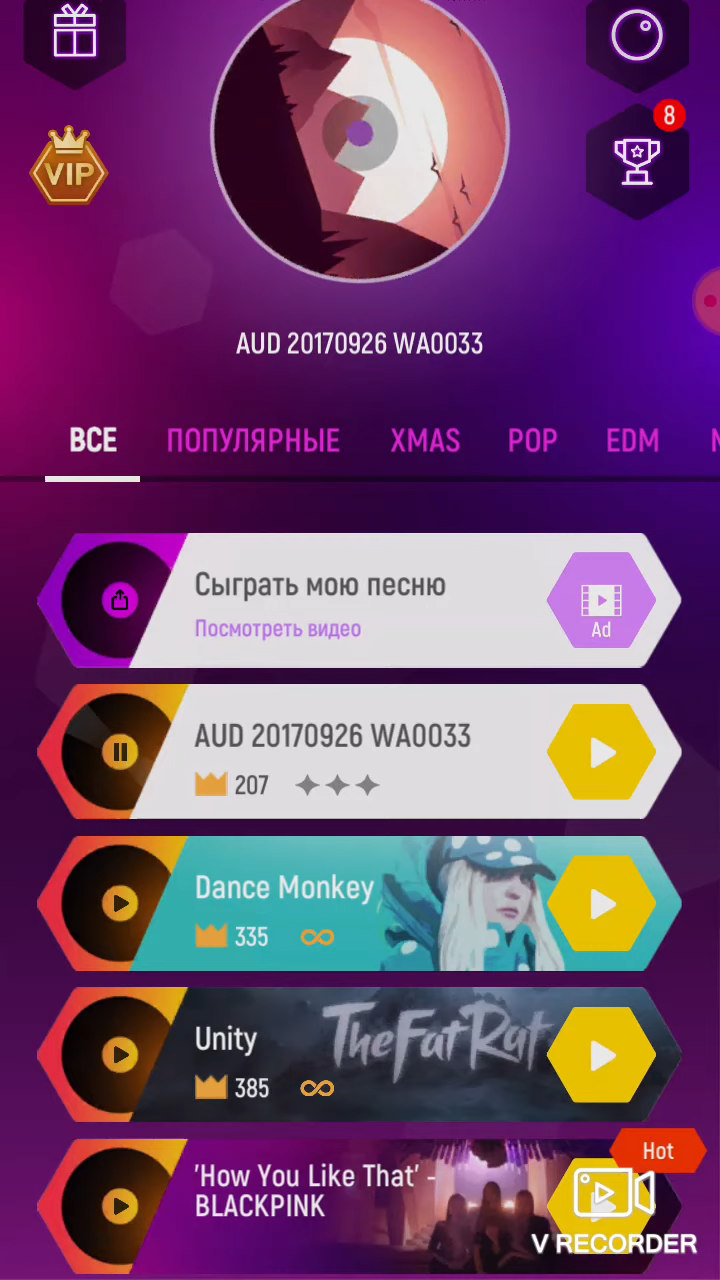 8
VIP
AUD 20170926 WA0033
ВСЕ ПОПУЛЯРНЫЕ XMAS POP EDM
Сыграть мою песню
Посмотреть видео
Ad
AUD 20170926 WA0033
207
Dance Monkey
335
Unity
TheFatRat
385
Hot
'How You Like That' -
BLACKPINK
V RECORDER